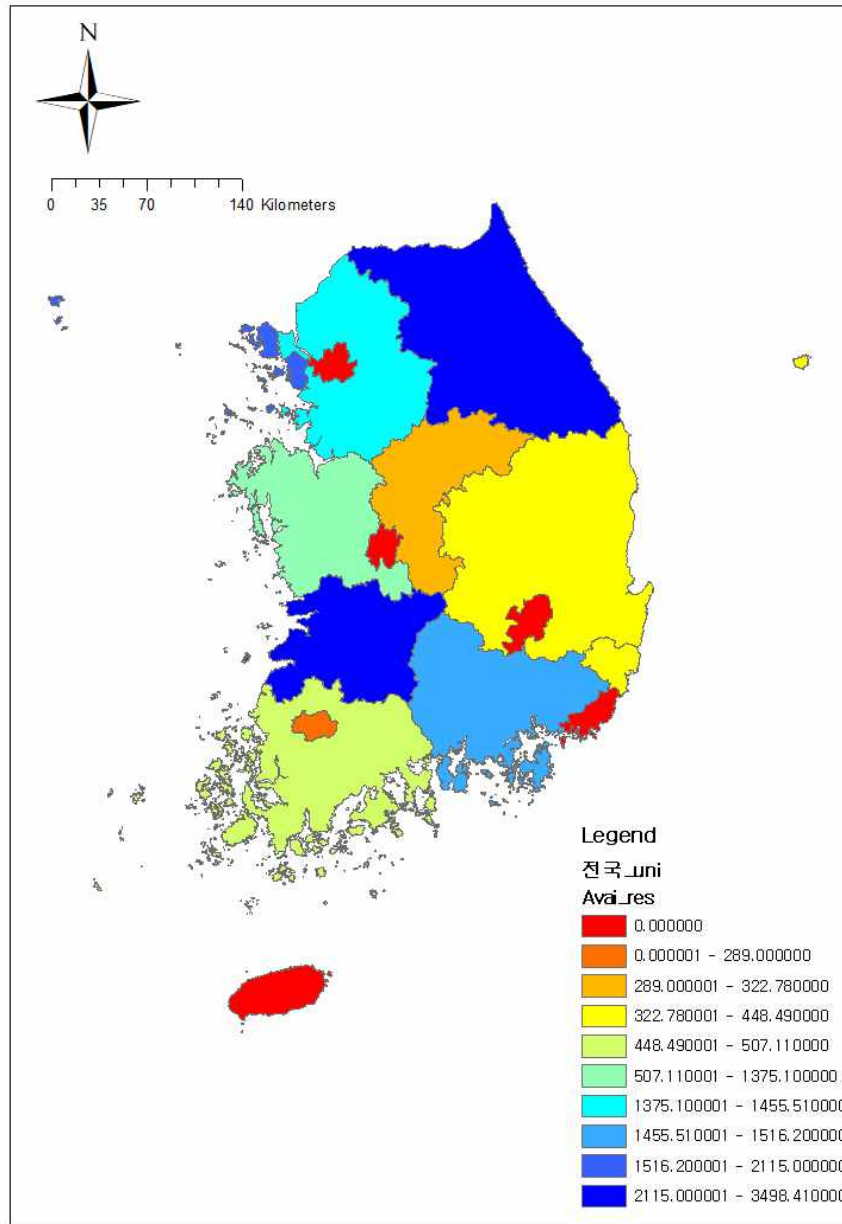 N
0 35 70 140 Kilometers
Legend
전국_uni
Avai_res
0.000000
0.000001 - 289.000000
289.000001 - 322.780000
322.780001 - 448.490000
448.490001 - 507.110000
507.110001 - 1375.100000
1375.100001 - 1455.510000
1455.510001 - 1516.200000
1516.200001 - 2115.000000
2115.000001 - 3498.410000